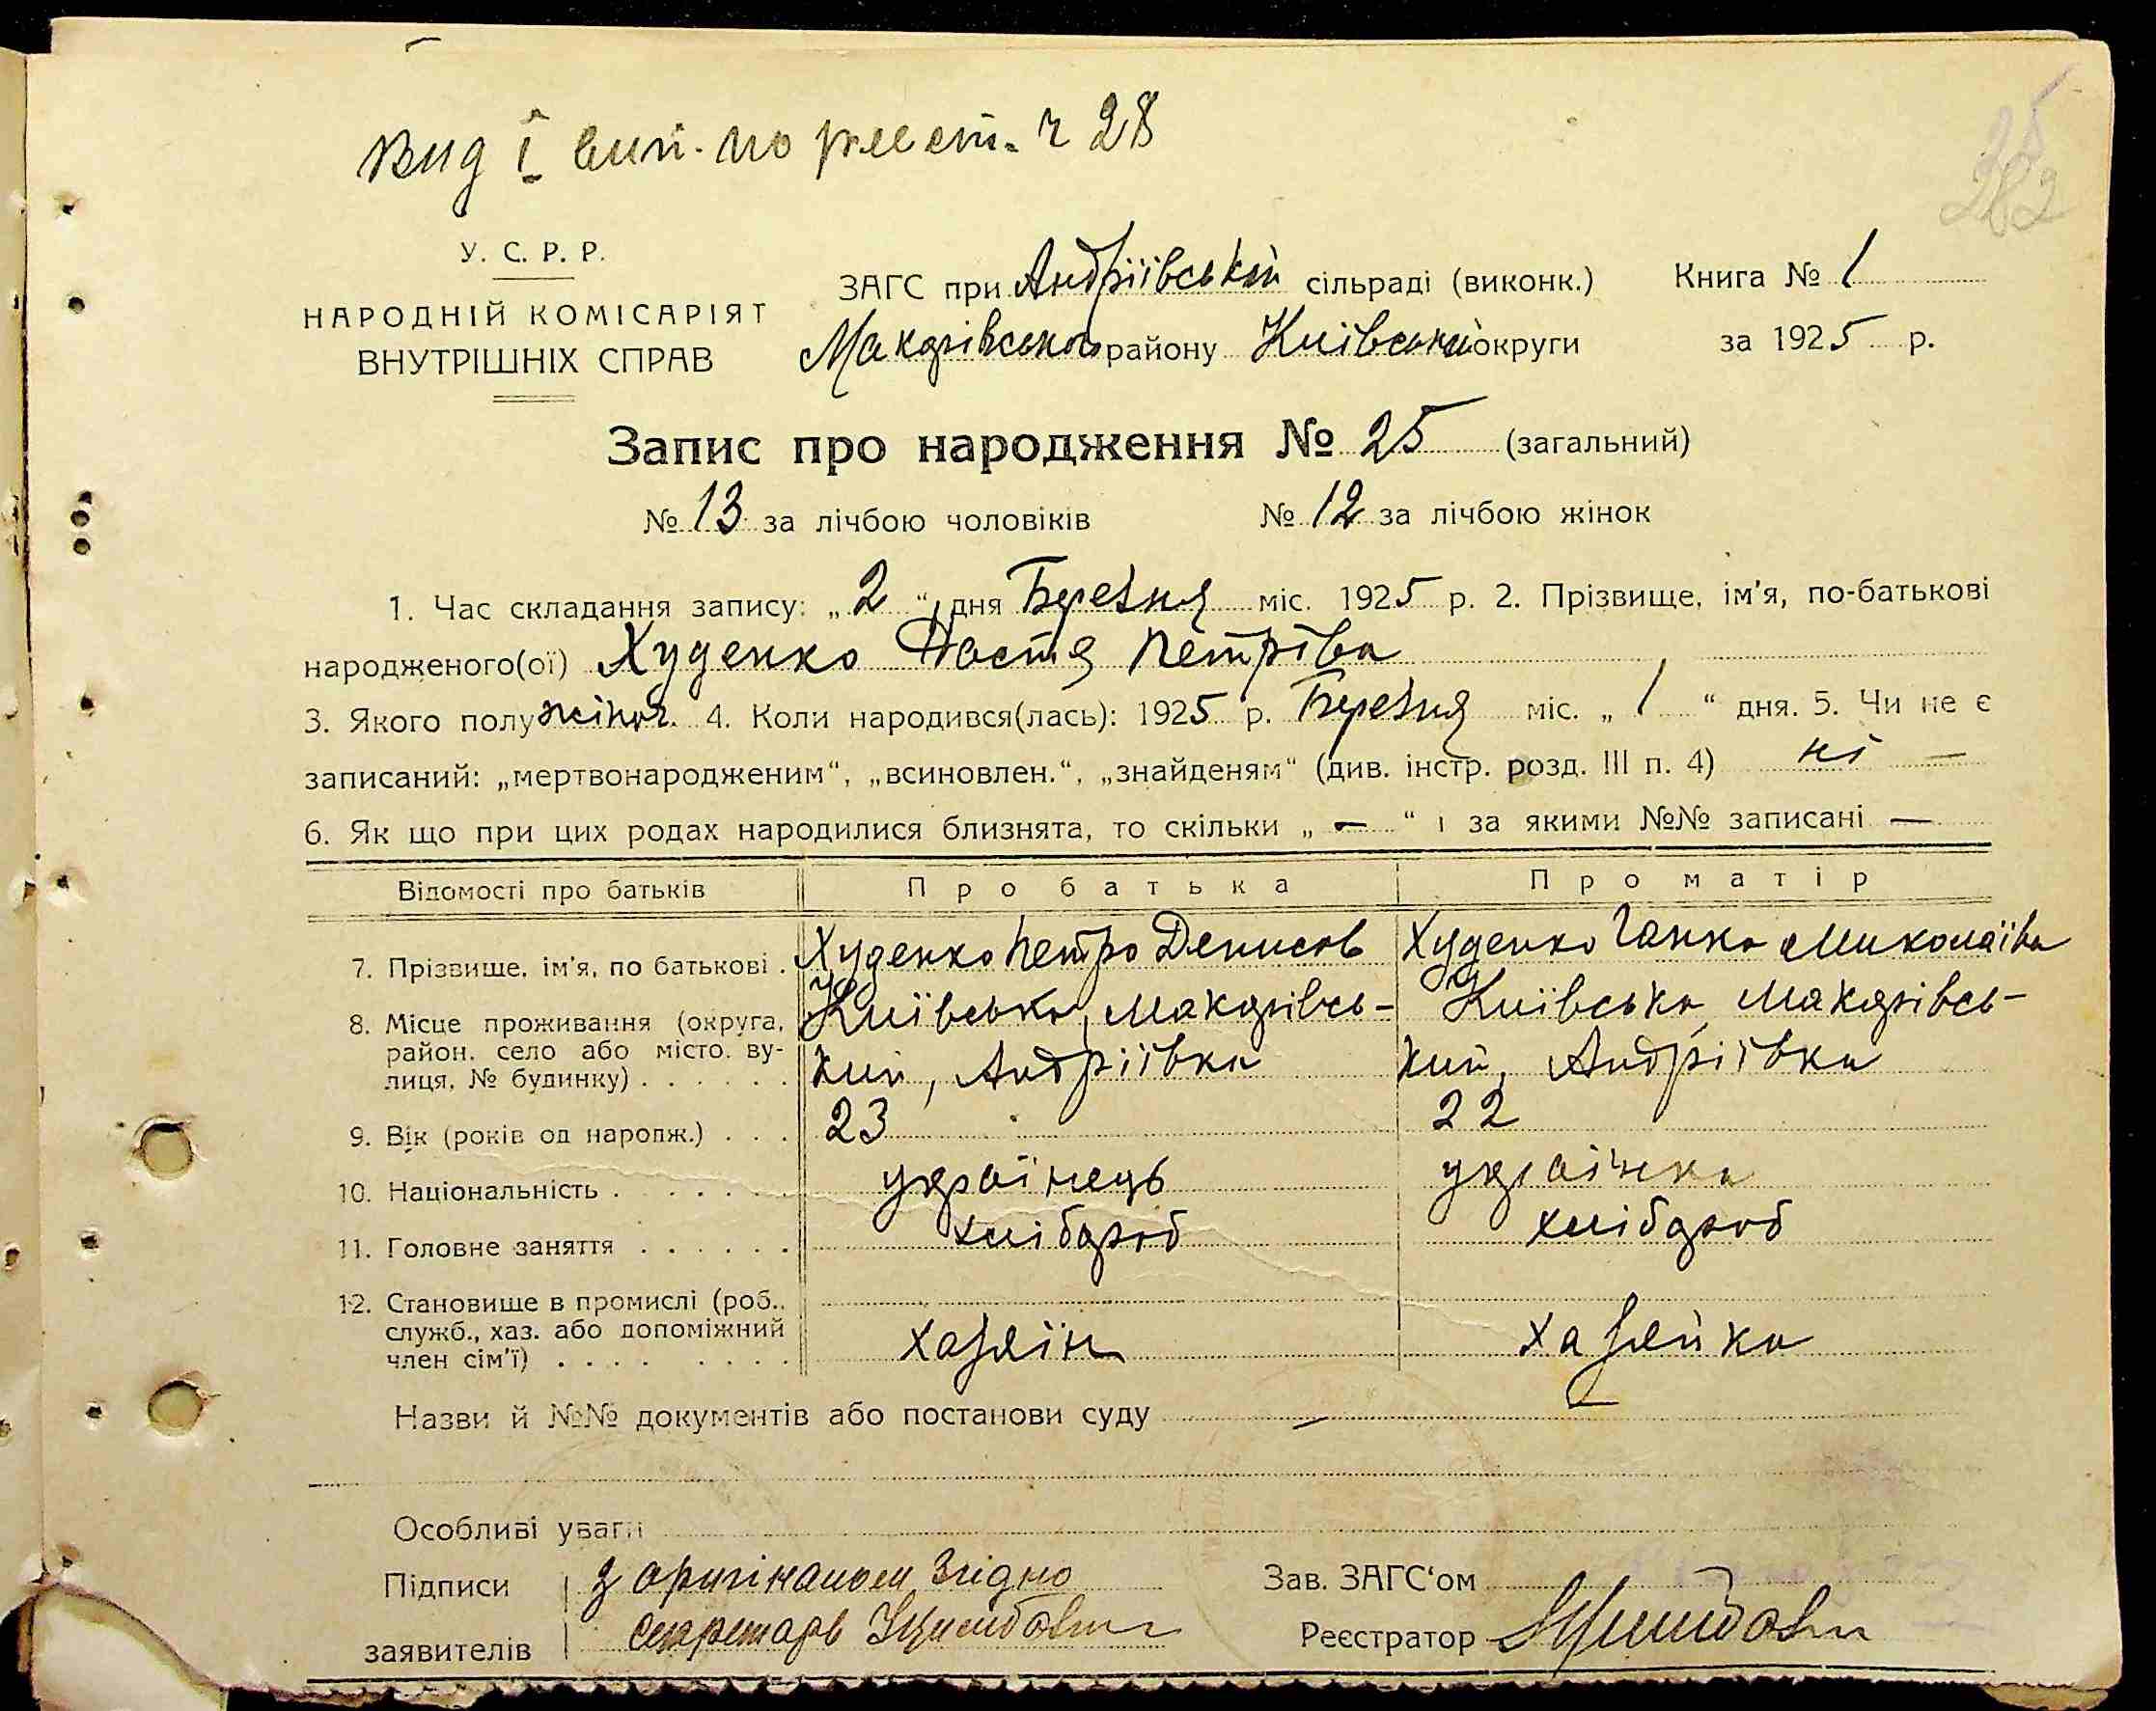 Вид І вип. по реест. ч 28
25
У. С. Р. Р.
НАРОДНІЙ КОМІСАРІЯТ
ВНУТРІШНІХ СПРАВ
ЗАГС при Андріївській сільраді (виконк.)
Макарівського району Київської округи
Книга № 1
за 1925 р.
Запис про народження № 25 (загальний)
№ 13 за лічбою чоловіків № 12 за лічбою жінок
1. Час складання запису: „ 2 “ дня Березня міс. 1925 р. 2. Прізвище, ім'я, по-батькові
народженого(ої) Худенко Настя Петрівна
3. Якого полу жіноч. 4. Коли народився(лась): 1925 р. Березня міс. „ 1 “ дня. 5. Чи не є
записаний: „мертвонародженим“, „всиновлен.“, „знайденям“ (див. інстр. розд. III п. 4) ні —
6. Як що при цих родах народилися близнята, то скільки „ — “ і за якими №№ записані —
Відомості про батьків Про батька Про матір
7. Прізвище, ім'я, по батькові . Худенко Петро Денисов Худенко Ганна Миколаївна
8. Місце проживання (округа, Київська, Макарівсь- Київська, Макарівсь-
район, село або місто, ву- кий, Андріївка кий, Андріївка
лиця, № будинку) . . . . . .
9. Вік (років од народж.) . . . 23 22
10. Національність . . . . . . українець українка
11. Головне заняття . . . . . . хлібороб хлібороб
12. Становище в промислі (роб.,
служб., хаз. або допоміжний хазяїн хазяйка
член сім'ї) . . . . . . . .
Назви й №№ документів або постанови суду —
Особливі уваги
Підписи З оригіналом згідно Зав. ЗАГС'ом
заявителів секретарь Реєстратор